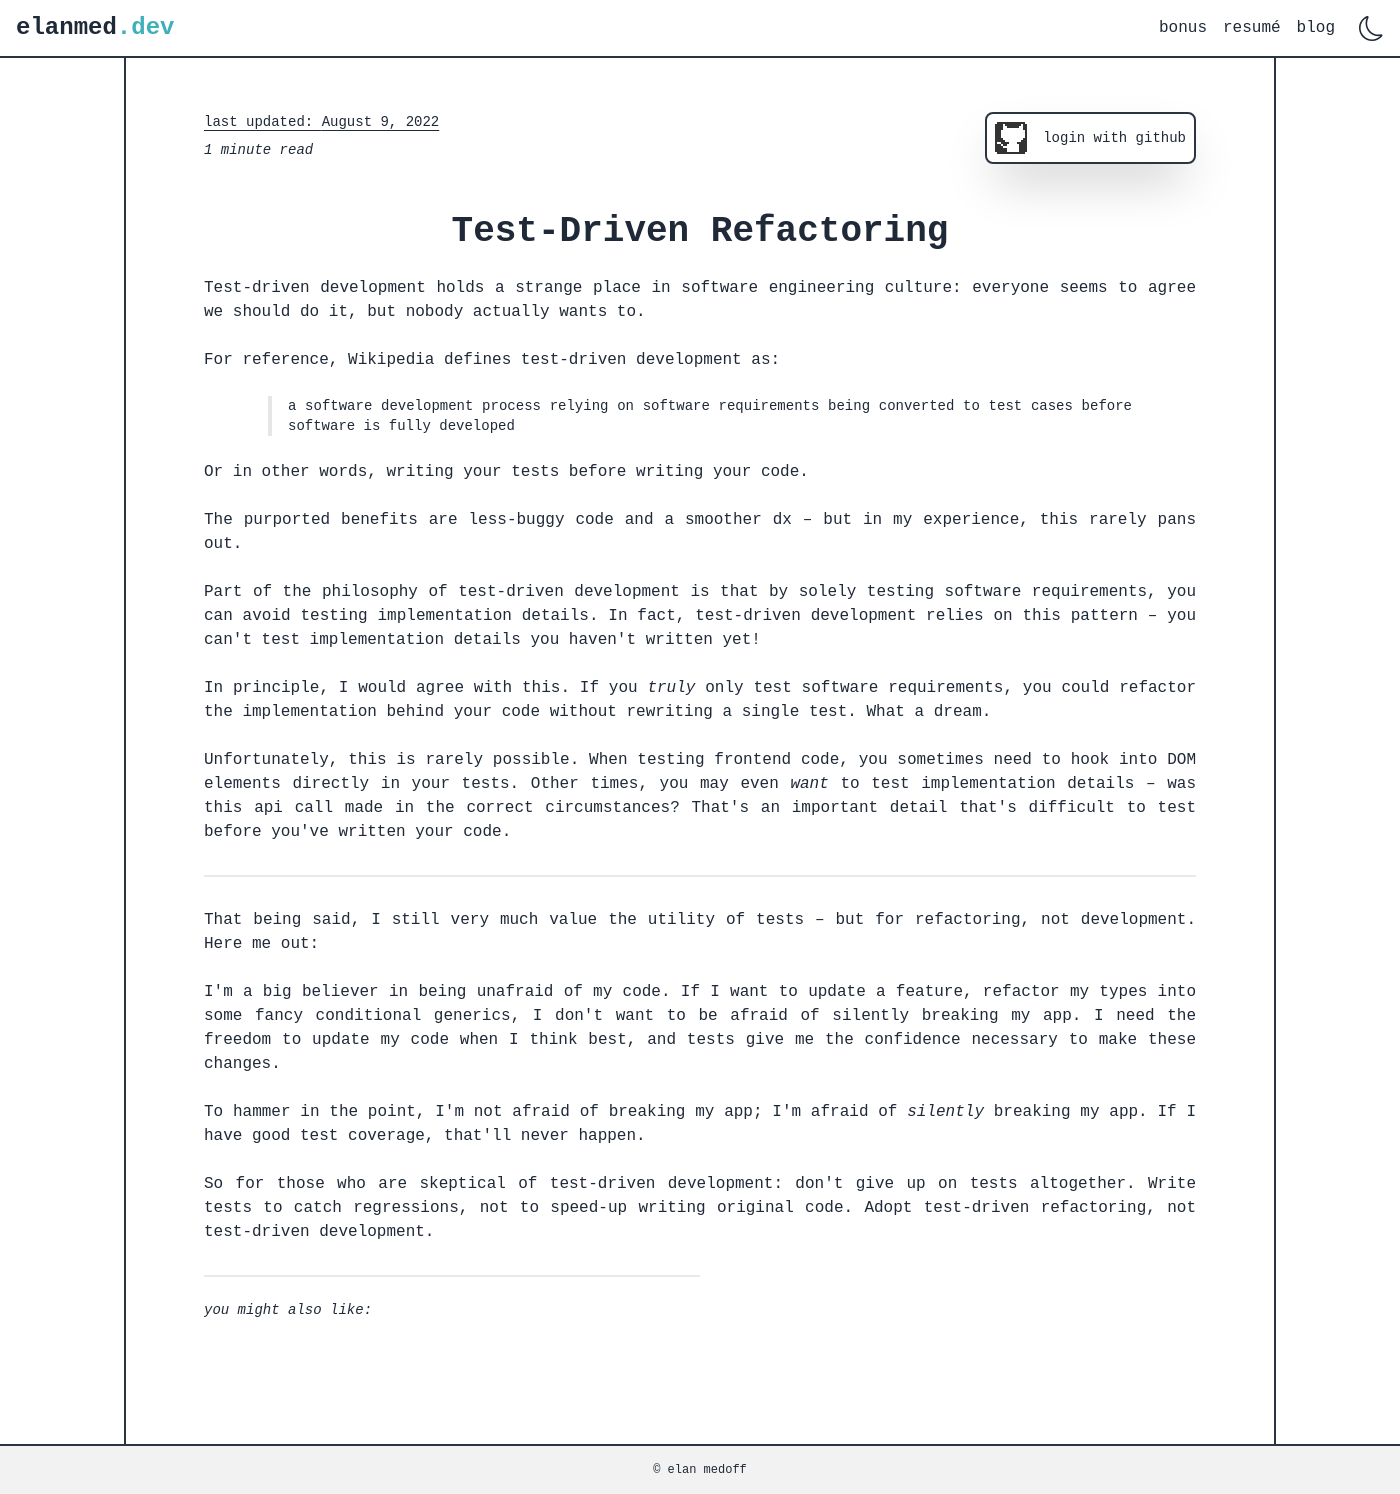 elanmed.dev
bonus resumé blog
last updated: August 9, 2022
1 minute read
login with github
Test-Driven Refactoring
Test-driven development holds a strange place in software engineering culture: everyone seems to agree
we should do it, but nobody actually wants to.
For reference, Wikipedia defines test-driven development as:
a software development process relying on software requirements being converted to test cases before
software is fully developed
Or in other words, writing your tests before writing your code.
The purported benefits are less-buggy code and a smoother dx – but in my experience, this rarely pans
out.
Part of the philosophy of test-driven development is that by solely testing software requirements, you
can avoid testing implementation details. In fact, test-driven development relies on this pattern – you
can't test implementation details you haven't written yet!
In principle, I would agree with this. If you truly only test software requirements, you could refactor
the implementation behind your code without rewriting a single test. What a dream.
Unfortunately, this is rarely possible. When testing frontend code, you sometimes need to hook into DOM
elements directly in your tests. Other times, you may even want to test implementation details – was
this api call made in the correct circumstances? That's an important detail that's difficult to test
before you've written your code.
That being said, I still very much value the utility of tests – but for refactoring, not development.
Here me out:
I'm a big believer in being unafraid of my code. If I want to update a feature, refactor my types into
some fancy conditional generics, I don't want to be afraid of silently breaking my app. I need the
freedom to update my code when I think best, and tests give me the confidence necessary to make these
changes.
To hammer in the point, I'm not afraid of breaking my app; I'm afraid of silently breaking my app. If I
have good test coverage, that'll never happen.
So for those who are skeptical of test-driven development: don't give up on tests altogether. Write
tests to catch regressions, not to speed-up writing original code. Adopt test-driven refactoring, not
test-driven development.
you might also like:
© elan medoff